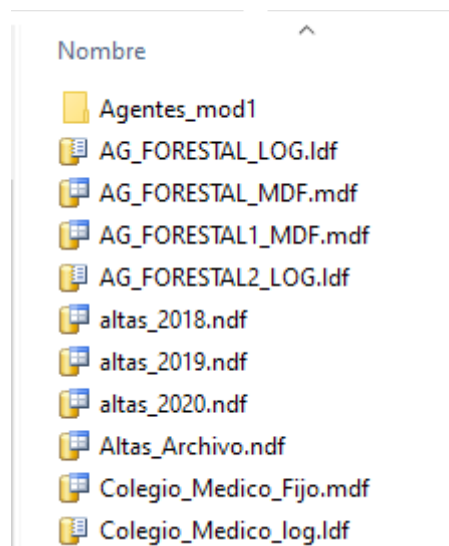 Nombre
Agentes_mod1
AG_FORESTAL_LOG.ldf
AG_FORESTAL_MDF.mdf
AG_FORESTAL1_MDF.mdf
AG_FORESTAL2_LOG.ldf
altas_2018.ndf
altas_2019.ndf
altas_2020.ndf
Altas_Archivo.ndf
Colegio_Medico_Fijo.mdf
Colegio_Medico_log.ldf